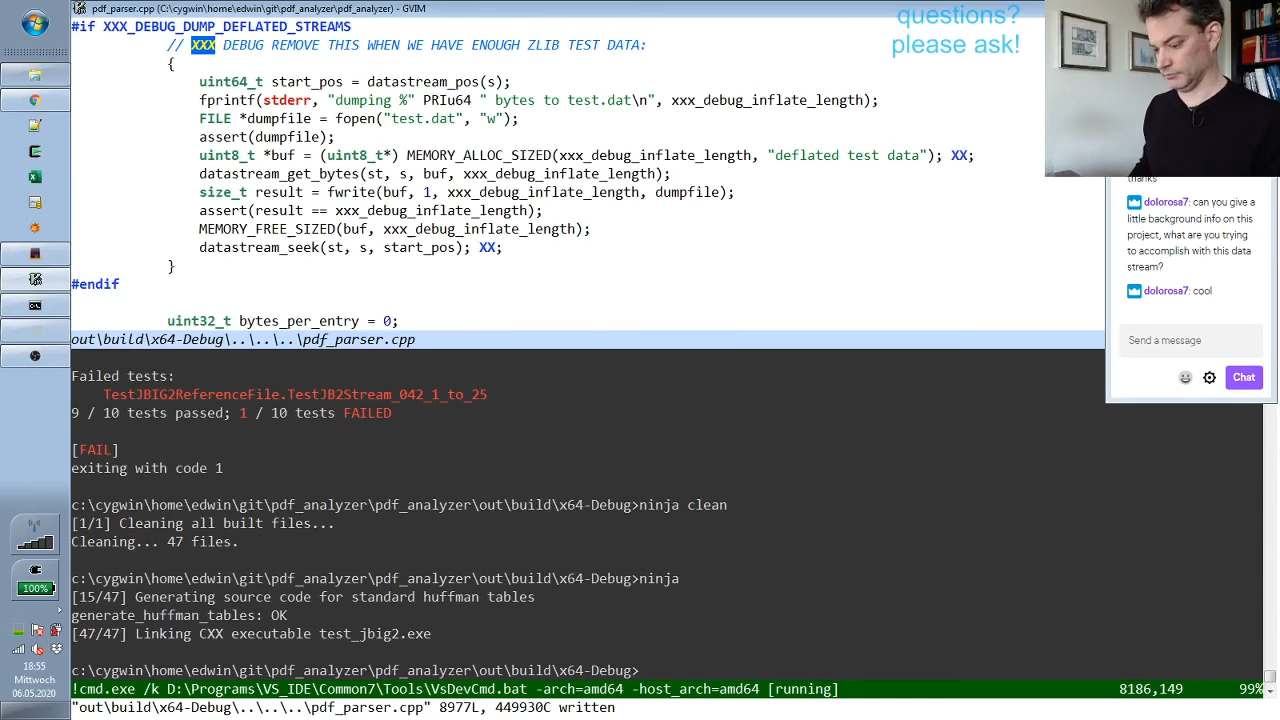 pdf_parser.cpp (C:\cygwin\home\edwin\git\pdf_analyzer\pdf_analyzer) - GVIM
#if XXX_DEBUG_DUMP_DEFLATED_STREAMS
// XXX DEBUG REMOVE THIS WHEN WE HAVE ENOUGH ZLIB TEST DATA:
{
uint64_t start_pos = datastream_pos(s);
fprintf(stderr, "dumping %" PRIu64 " bytes to test.dat\n", xxx_debug_inflate_length);
FILE *dumpfile = fopen("test.dat", "w");
assert(dumpfile);
uint8_t *buf = (uint8_t*) MEMORY_ALLOC_SIZED(xxx_debug_inflate_length, "deflated test data"); XX;
datastream_get_bytes(st, s, buf, xxx_debug_inflate_length);
size_t result = fwrite(buf, 1, xxx_debug_inflate_length, dumpfile);
assert(result == xxx_debug_inflate_length);
MEMORY_FREE_SIZED(buf, xxx_debug_inflate_length);
datastream_seek(st, s, start_pos); XX;
}
#endif
uint32_t bytes_per_entry = 0;
out\build\x64-Debug\..\..\..\pdf_parser.cpp
Failed tests:
TestJBIG2ReferenceFile.TestJB2Stream_042_1_to_25
9 / 10 tests passed; 1 / 10 tests FAILED
[FAIL]
exiting with code 1
c:\cygwin\home\edwin\git\pdf_analyzer\pdf_analyzer\out\build\x64-Debug>ninja clean
[1/1] Cleaning all built files...
Cleaning... 47 files.
c:\cygwin\home\edwin\git\pdf_analyzer\pdf_analyzer\out\build\x64-Debug>ninja
[15/47] Generating source code for standard huffman tables
generate_huffman_tables: OK
[47/47] Linking CXX executable test_jbig2.exe
c:\cygwin\home\edwin\git\pdf_analyzer\pdf_analyzer\out\build\x64-Debug>
!cmd.exe /k D:\Programs\VS_IDE\Common7\Tools\VsDevCmd.bat -arch=amd64 -host_arch=amd64 [running] 8186,149 99%
"out\build\x64-Debug\..\..\..\pdf_parser.cpp" 8977L, 449930C written
questions?
please ask!
thanks
dolorosa7: can you give a
little background info on this
project, what are you trying
to accomplish with this data
stream?
dolorosa7: cool
Send a message
Chat
100%
18:55
Mittwoch
06.05.2020